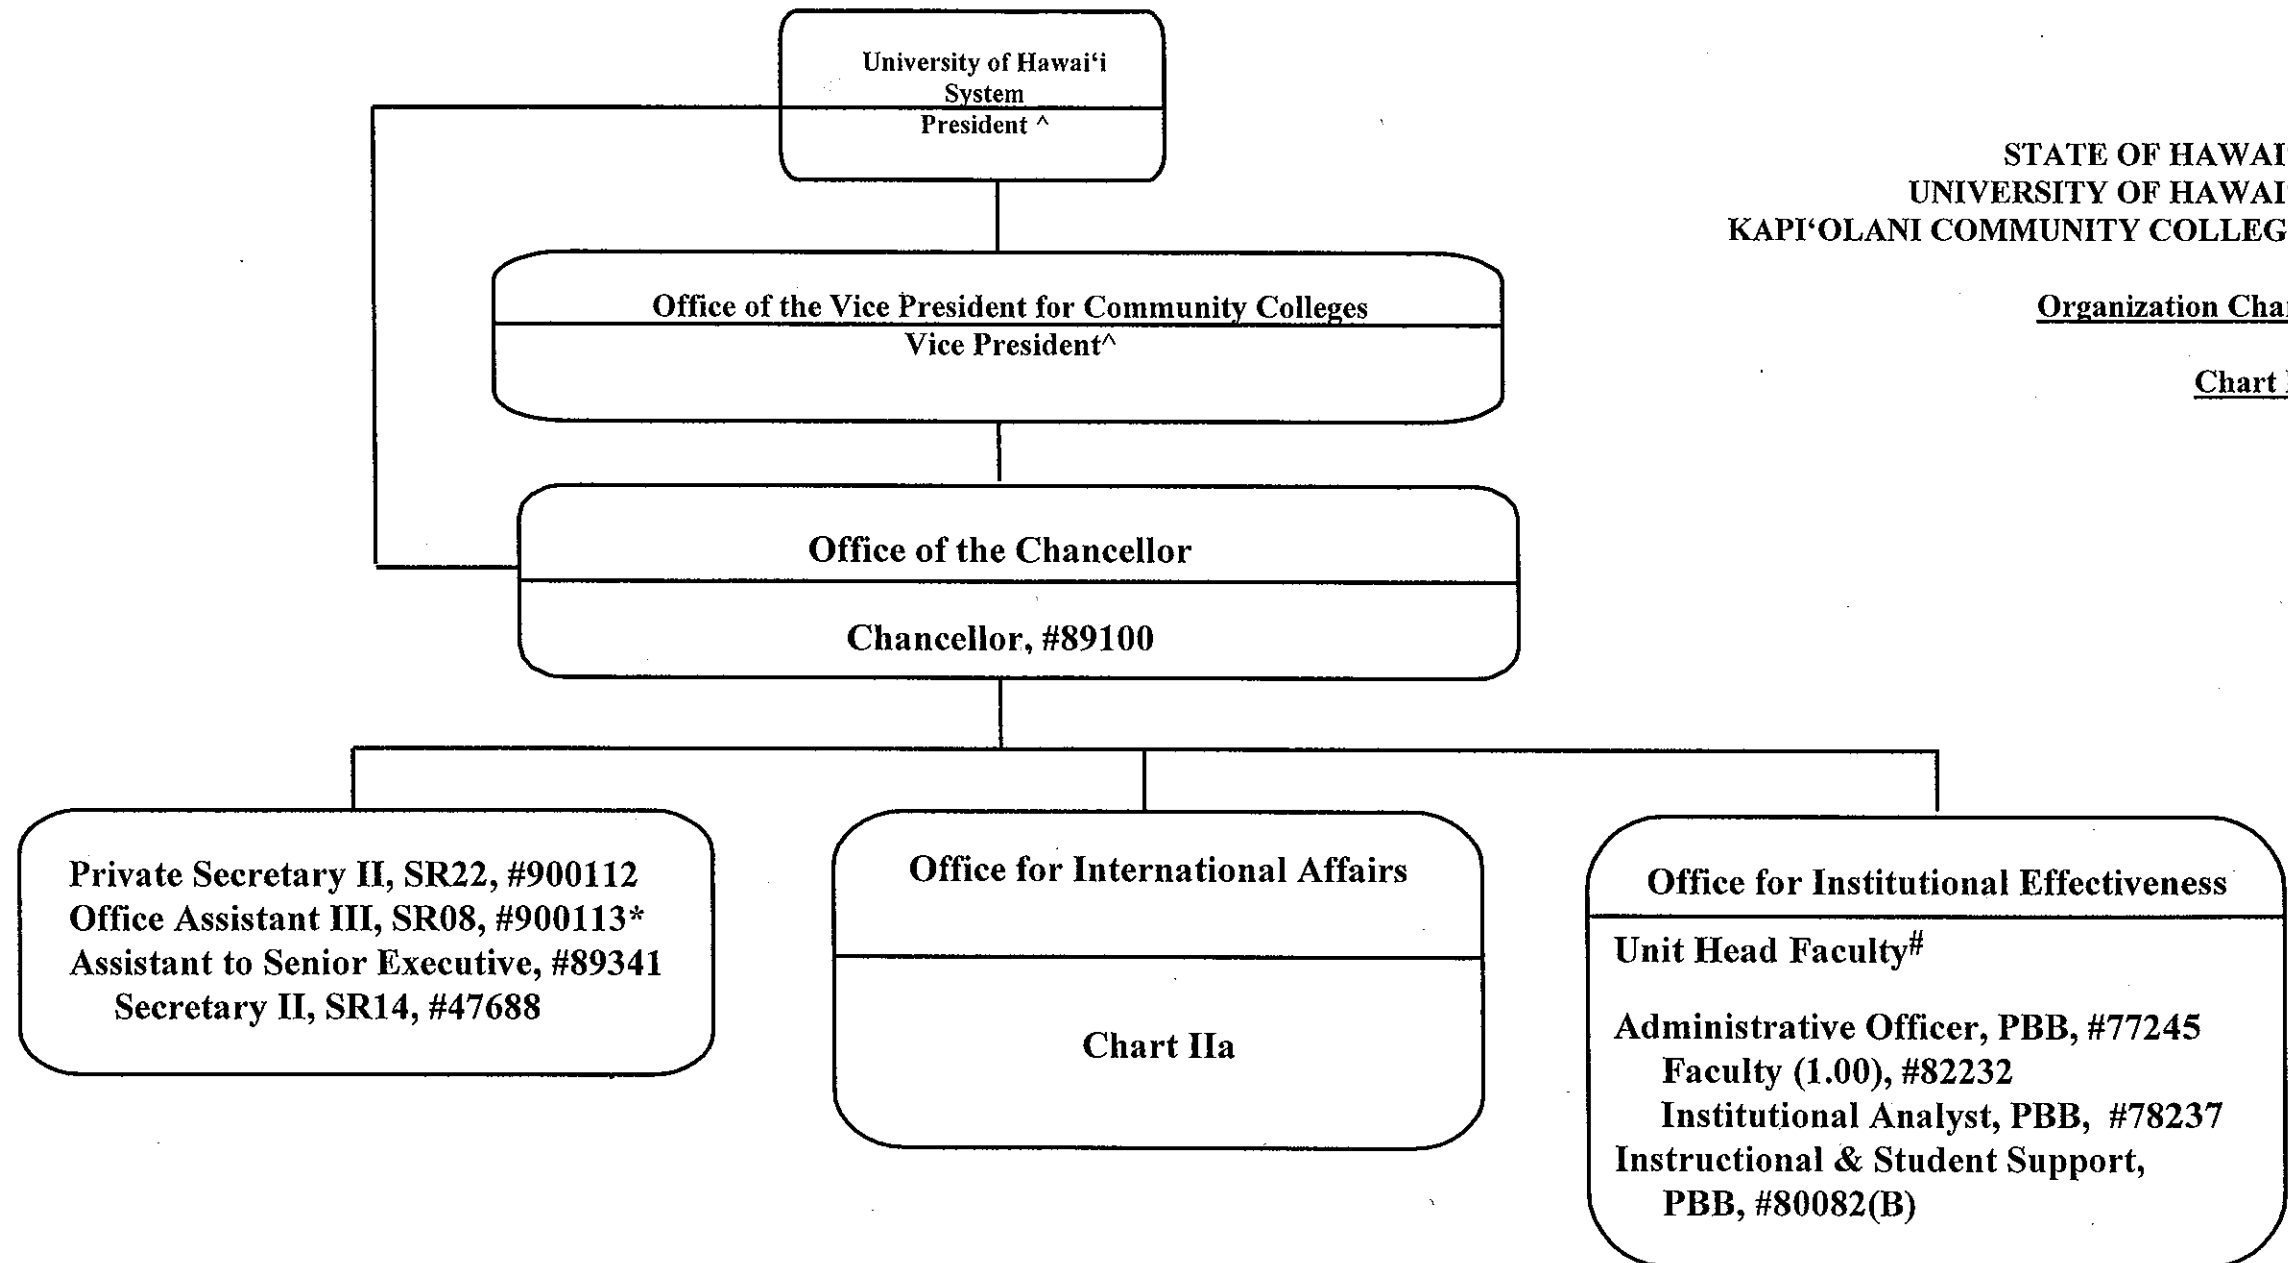 University of Hawai‘i
System
President ^
STATE OF HAWAI
UNIVERSITY OF HAWAI
KAPI‘OLANI COMMUNITY COLLEG
Organization Char
Chart
Office of the Vice President for Community Colleges
Vice President^
Office of the Chancellor
Chancellor, #89100
Private Secretary II, SR22, #900112
Office Assistant III, SR08, #900113*
Assistant to Senior Executive, #89341
Secretary II, SR14, #47688
Office for International Affairs
Chart IIa
Office for Institutional Effectiveness
Unit Head Faculty#
Administrative Officer, PBB, #77245
Faculty (1.00), #82232
Institutional Analyst, PBB, #78237
Instructional & Student Support,
PBB, #80082(B)